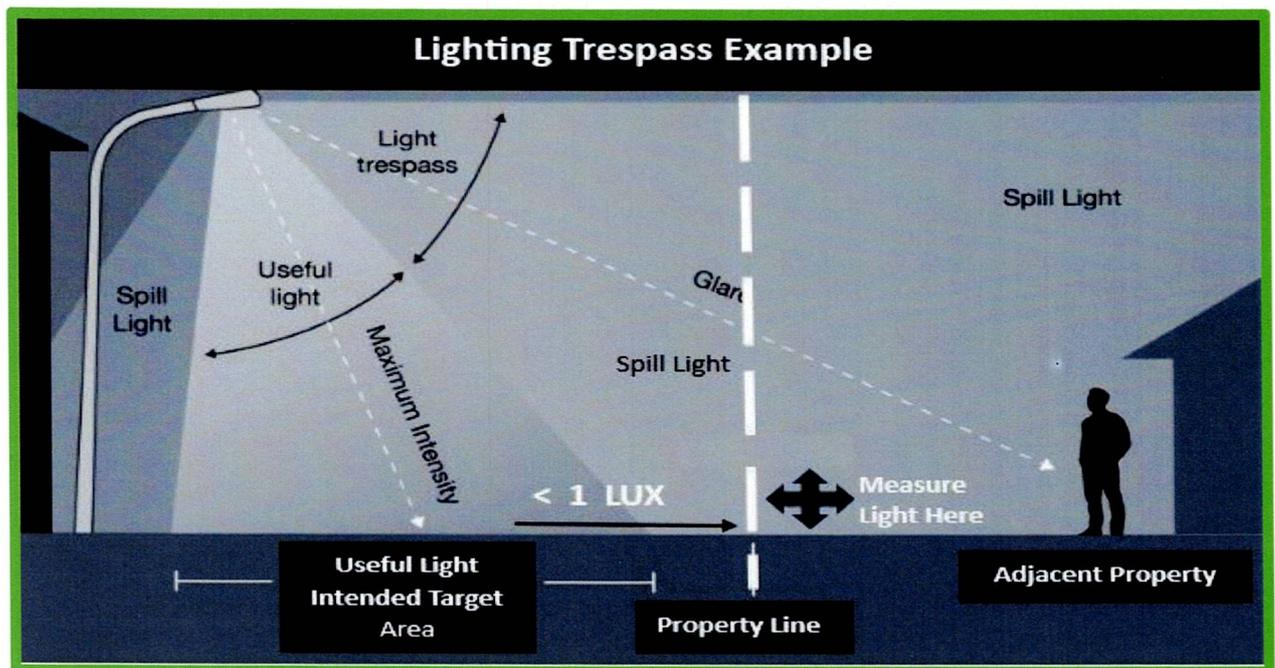 Lighting Trespass Example
Light
trespass
Spill Light
Useful
light
Spill
Light
Glare
Maximum Intensity
Spill Light
< 1 LUX
Measure
Light Here
Useful Light
Intended Target
Area
Adjacent Property
Property Line